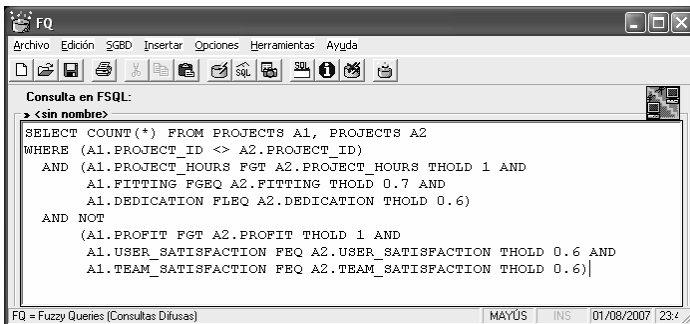 FQ
Archivo Edición SGBD Insertar Opciones Herramientas Ayuda
SQL SQL
Consulta en FSQL:
» <sin nombre>
SELECT COUNT(*) FROM PROJECTS A1, PROJECTS A2
WHERE (A1.PROJECT_ID <> A2.PROJECT_ID)
AND (A1.PROJECT_HOURS FGT A2.PROJECT_HOURS THOLD 1 AND
A1.FITTING FGEQ A2.FITTING THOLD 0.7 AND
A1.DEDICATION FLEQ A2.DEDICATION THOLD 0.6)
AND NOT
(A1.PROFIT FGT A2.PROFIT THOLD 1 AND
A1.USER_SATISFACTION FEQ A2.USER_SATISFACTION THOLD 0.6 AND
A1.TEAM_SATISFACTION FEQ A2.TEAM_SATISFACTION THOLD 0.6)
FQ = Fuzzy Queries (Consultas Difusas) MAYÚS INS 01/08/2007